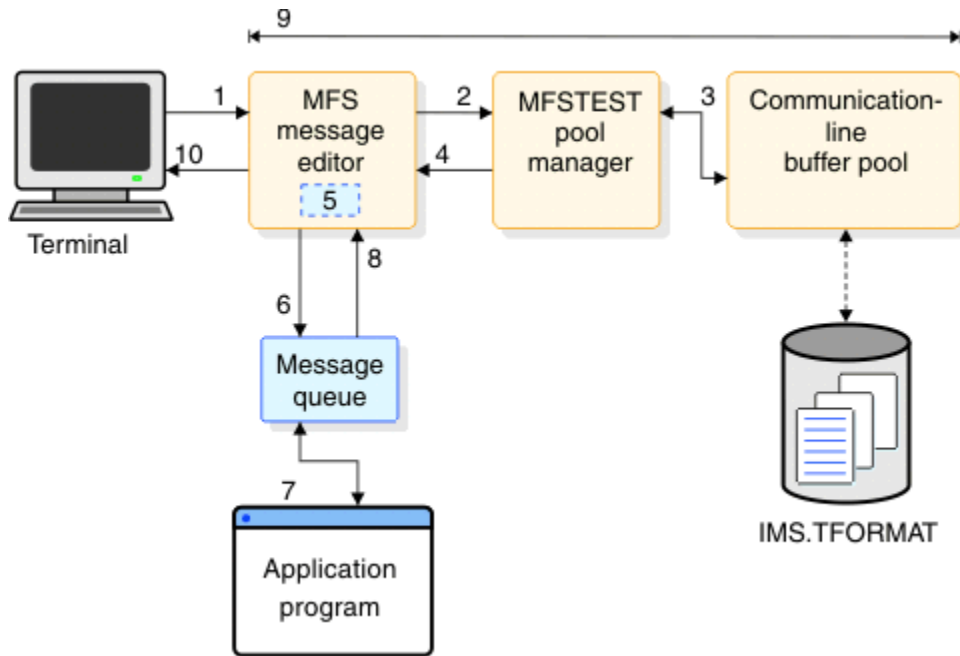 9
1
MFS
message
editor
2
MFSTEST
pool
manager
3
Communication-
line
buffer pool
10
4
5
Terminal
8
6
Message
queue
7
IMS.TFORMAT
Application
program